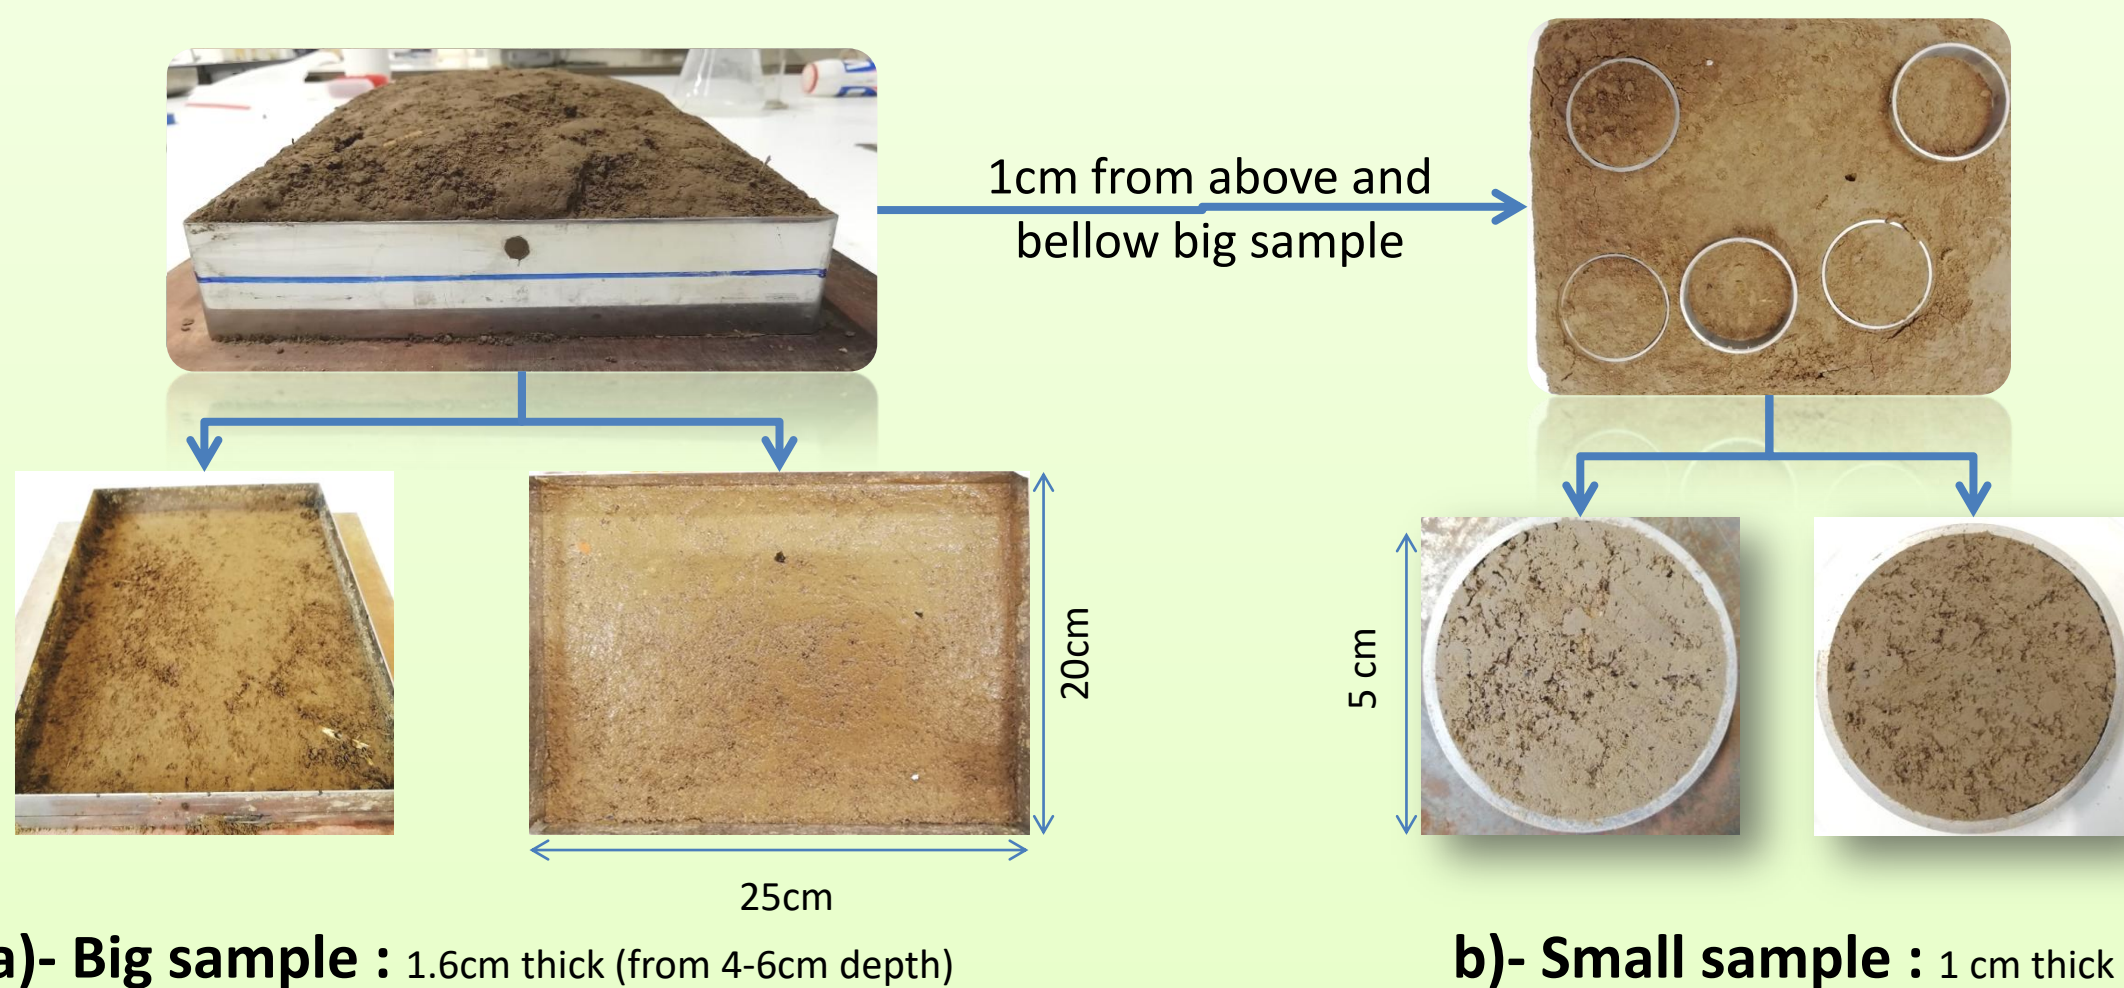 1cm from above and
bellow big sample
20cm
5 cm
25cm
a)- Big sample : 1.6cm thick (from 4-6cm depth)
b)- Small sample : 1 cm thick